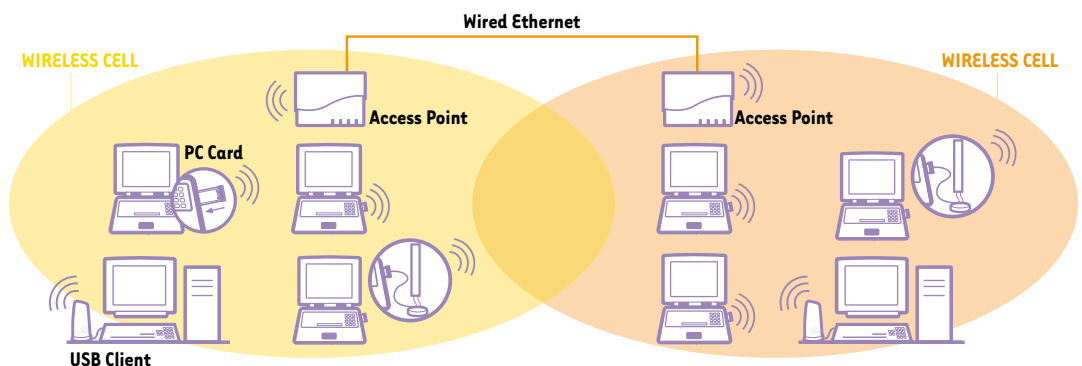 Wired Ethernet
WIRELESS CELL
WIRELESS CELL
Access Point
Access Point
PC Card
USB Client